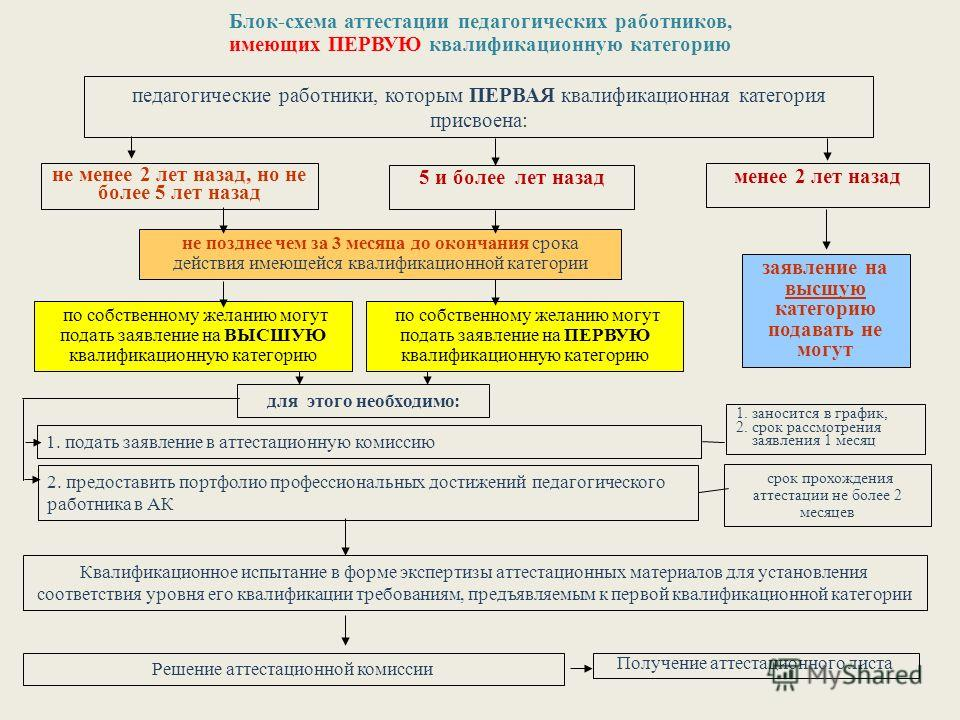 Блок-схема аттестации педагогических работников,
имеющих ПЕРВУЮ квалификационную категорию
педагогические работники, которым ПЕРВАЯ квалификационная категория
присвоена:
не менее 2 лет назад, но не
более 5 лет назад
5 и более лет назад
менее 2 лет назад
не позднее чем за 3 месяца до окончания срока
действия имеющейся квалификационной категории
заявление на
высшую
категорию
подавать не
могут
по собственному желанию могут
подать заявление на ВЫСШУЮ
квалификационную категорию
по собственному желанию могут
подать заявление на ПЕРВУЮ
квалификационную категорию
для этого необходимо:
1. подать заявление в аттестационную комиссию
1. заносится в график,
2. срок рассмотрения
заявления 1 месяц
2. предоставить портфолио профессиональных достижений педагогического
работника в АК
срок прохождения
аттестации не более 2
месяцев
Квалификационное испытание в форме экспертизы аттестационных материалов для установления
соответствия уровня его квалификации требованиям, предъявляемым к первой квалификационной категории
Решение аттестационной комиссии
Получение аттестационного листа
MyShared